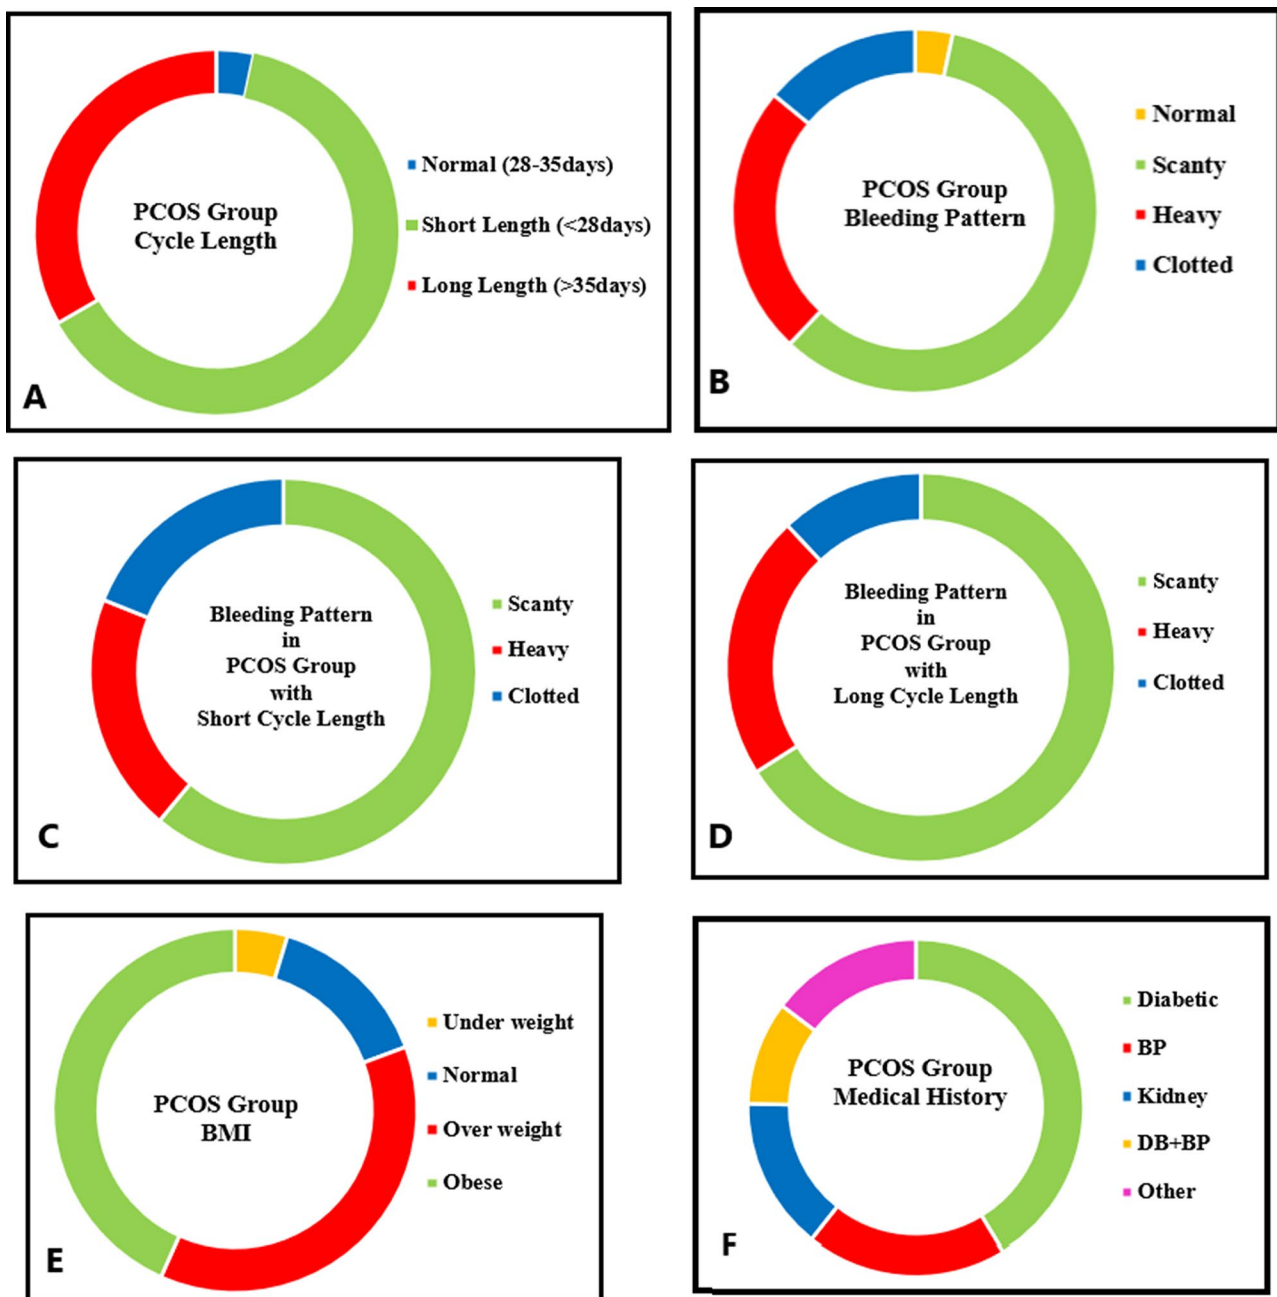 PCOS Group
Cycle Length
Normal (28-35days)
Short Length (<28days)
Long Length (>35days)
A
PCOS Group
Bleeding Pattern
Normal
Scanty
Heavy
Clotted
B
Bleeding Pattern
in
PCOS Group
with
Short Cycle Length
Scanty
Heavy
Clotted
C
Bleeding Pattern
in
PCOS Group
with
Long Cycle Length
Scanty
Heavy
Clotted
D
PCOS Group
BMI
Under weight
Normal
Over weight
Obese
E
PCOS Group
Medical History
Diabetic
BP
Kidney
DB+BP
Other
F